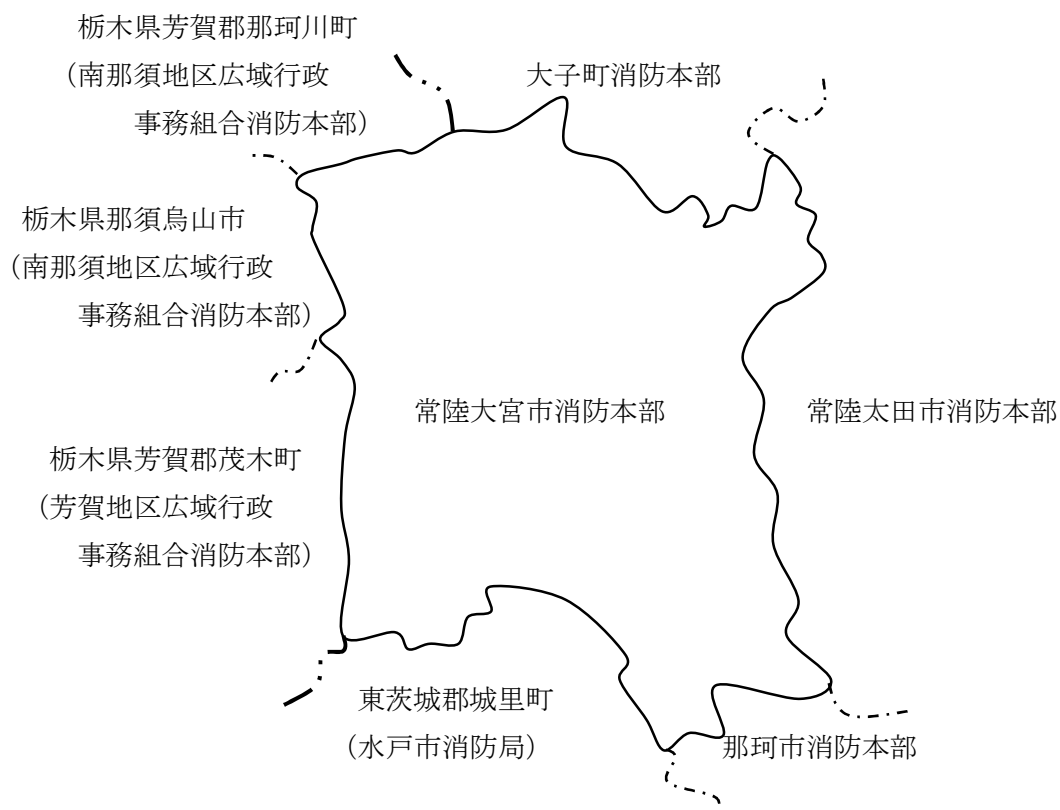 栃木県芳賀郡那珂川町
（南那須地区広域行政
事務組合消防本部）
大子町消防本部
栃木県那須烏山市
（南那須地区広域行政
事務組合消防本部）
常陸大宮市消防本部
常陸太田市消防本部
栃木県芳賀郡茂木町
（芳賀地区広域行政
事務組合消防本部）
東茨城郡城里町
（水戸市消防局）
那珂市消防本部